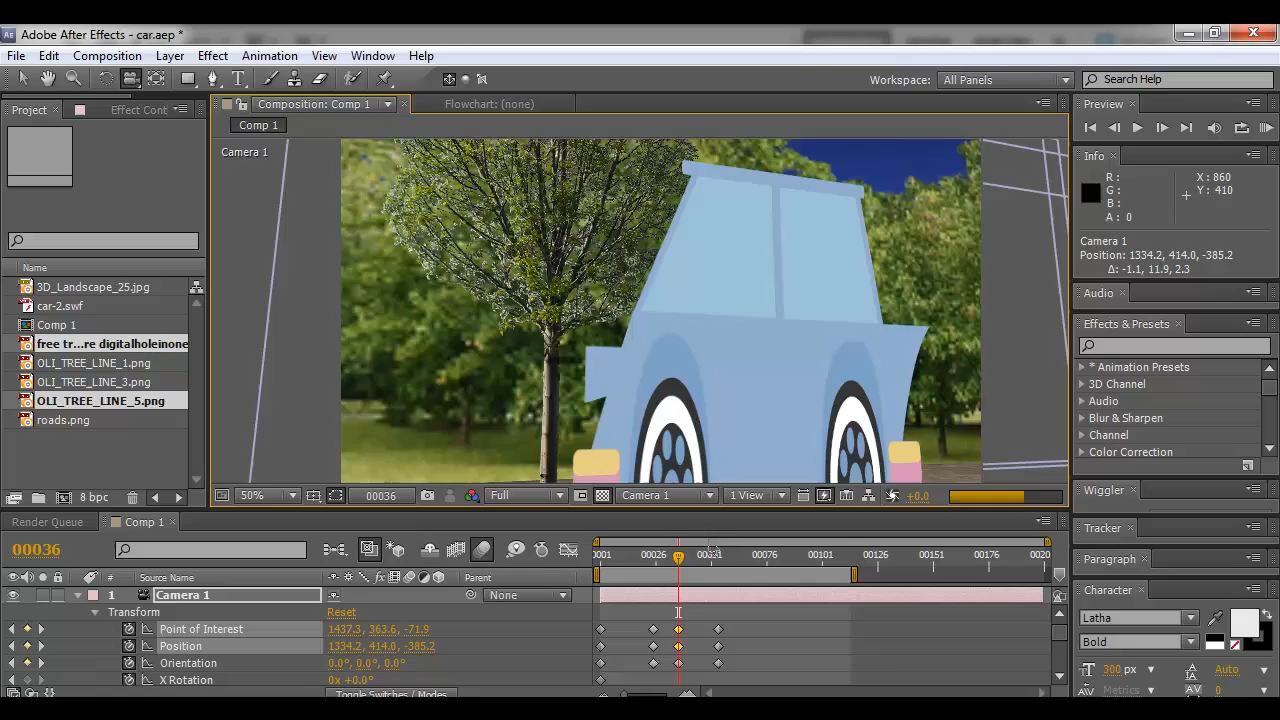 Adobe After Effects - car.aep *
File Edit Composition Layer Effect Animation View Window Help
Workspace: All Panels Search Help
Project Effect Cont
Composition: Comp 1 Flowchart: (none)
Preview
Comp 1
Camera 1
Info
R: X: 860
G: Y: 410
B:
A: 0
Camera 1
Position: 1334.2, 414.0, -385.2
Δ: -1.1, 11.9, 2.3
Name
3D_Landscape_25.jpg
car-2.swf
Comp 1
free tr...re digitalholeinone
OLI_TREE_LINE_1.png
OLI_TREE_LINE_3.png
OLI_TREE_LINE_5.png
roads.png
Audio
Effects & Presets
* Animation Presets
3D Channel
Audio
Blur & Sharpen
Channel
Color Correction
8 bpc
50% 00036 Full Camera 1 1 View +0.0
Wiggler
Render Queue Comp 1
Tracker
00036
0001 00026 00076 00101 00126 00151 00176 0020
Paragraph
# Source Name Parent
Character
1 Camera 1 None
Transform Reset
Latha
Point of Interest 1437.3, 363.6, -71.9
Bold
Position 1334.2, 414.0, -385.2
Orientation 0.0°, 0.0°, 0.0°
300 px Auto
X Rotation 0x +0.0°
Metrics 0
Toggle Switches / Modes